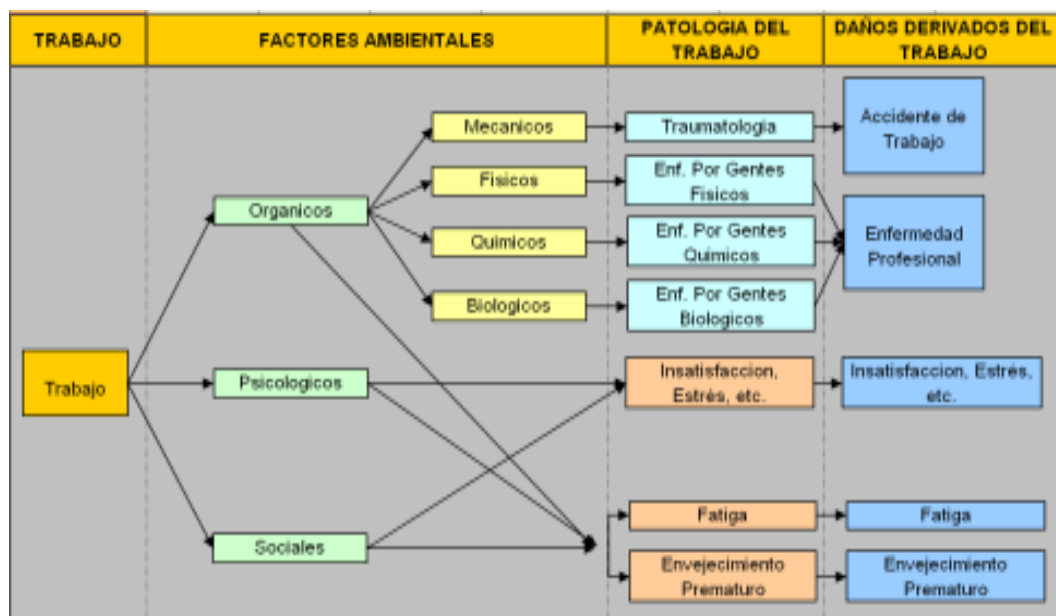 TRABAJO
FACTORES AMBIENTALES
PATOLOGIA DEL
TRABAJO
DAÑOS DERIVADOS DEL
TRABAJO
Mecanicos
Traumatologia
Accidente de
Trabajo
Fisicos
Enf. Por Gentes
Fisicos
Organicos
Quimicos
Enf. Por Gentes
Quimicos
Enfermedad
Profesional
Biologicos
Enf. Por Gentes
Biologicos
Trabajo
Psicologicos
Insatisfaccion,
Estrés, etc.
Insatisfaccion, Estrés,
etc.
Fatiga
Fatiga
Sociales
Envejecimiento
Prematuro
Envejecimiento
Prematuro